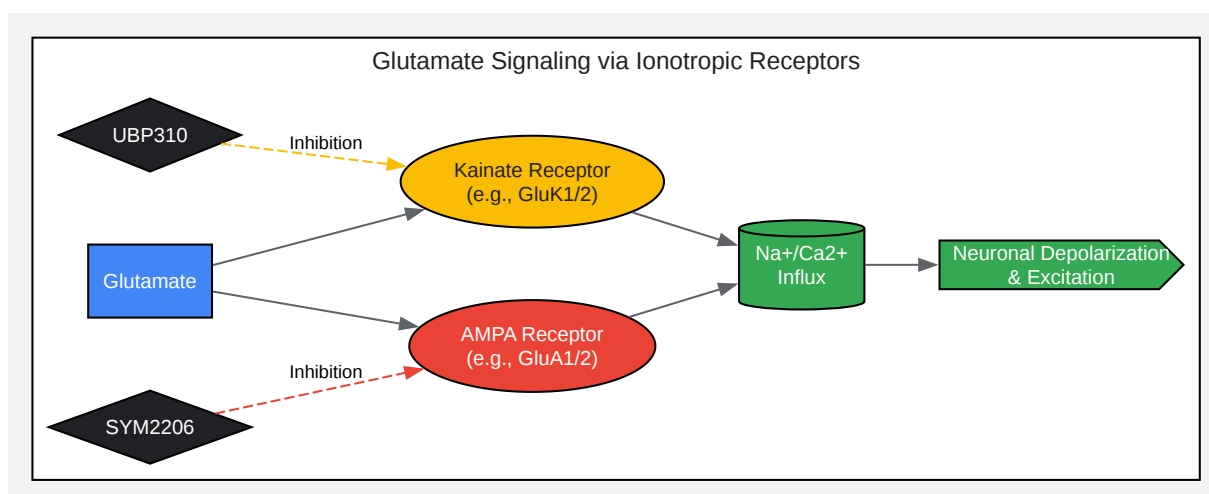 Glutamate Signaling via Ionotropic Receptors
UBP310
Inhibition
Kainate Receptor
(e.g., GluK1/2)
Glutamate
Na+/Ca2+
Influx
Neuronal Depolarization
& Excitation
AMPA Receptor
(e.g., GluA1/2)
Inhibition
SYM2206